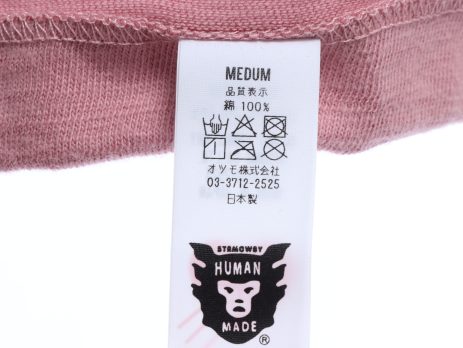 MEDUM
品質表示
綿 100%
オツモ株式会社
03-3712-2525
日本製
STRMCWBY
HUMAN
MADE
®